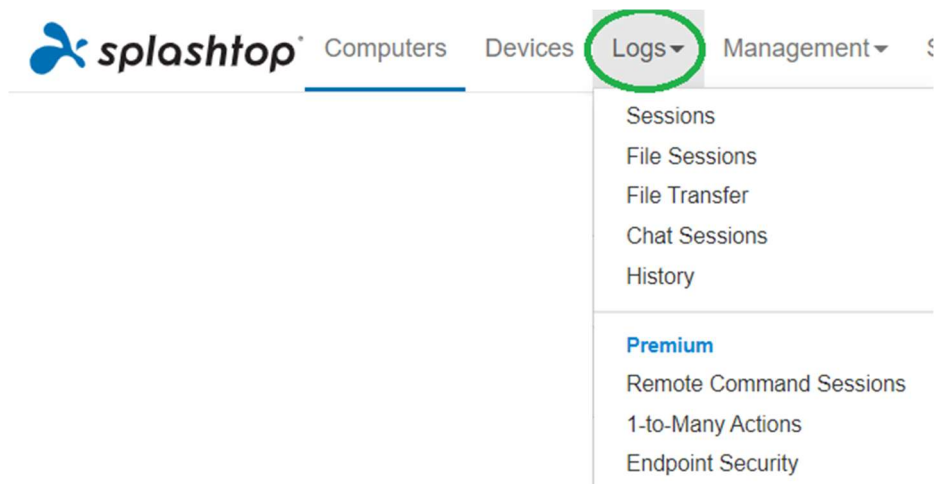 splashtop Computers Devices Logs Management
Sessions
File Sessions
File Transfer
Chat Sessions
History
Premium
Remote Command Sessions
1-to-Many Actions
Endpoint Security